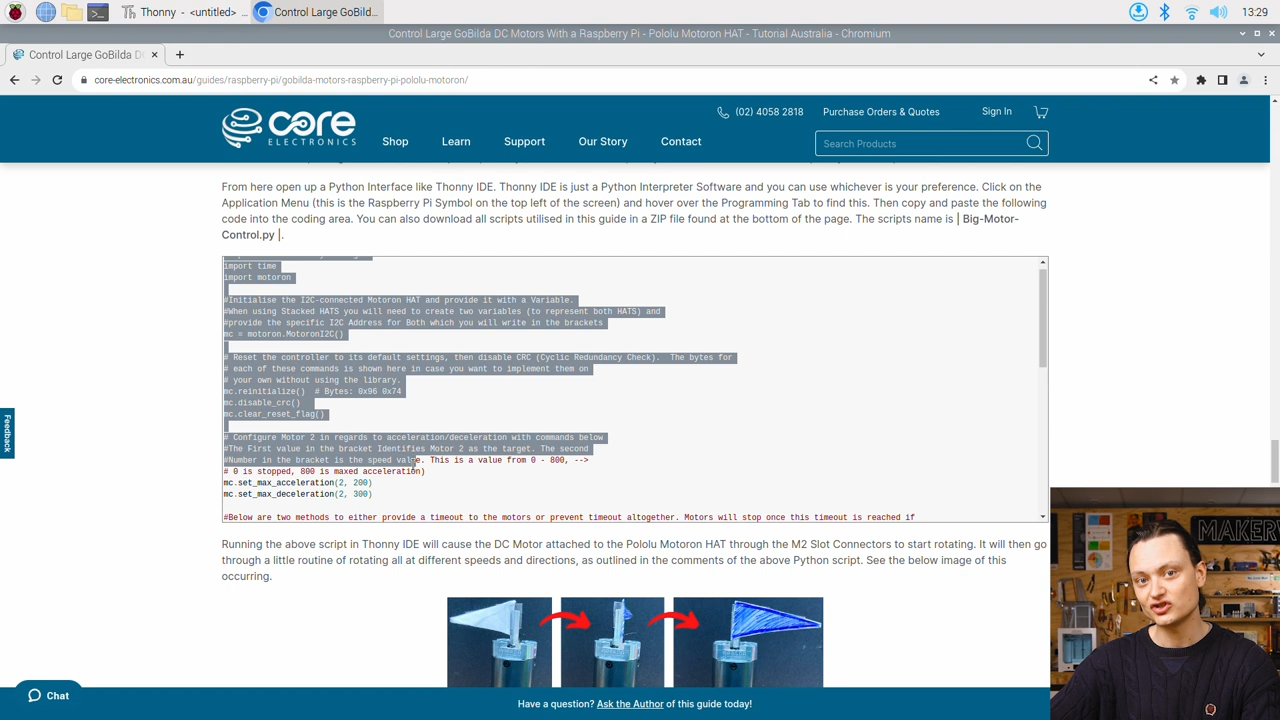 Thonny - <untitled> ...
Control Large GoBild...
13:29
Control Large GoBilda DC Motors With a Raspberry Pi - Pololu Motoron HAT - Tutorial Australia - Chromium
Control Large GoBilda D
core-electronics.com.au/guides/raspberry-pi/gobilda-motors-raspberry-pi-pololu-motoron/
core
ELECTRONICS
(02) 4058 2818
Purchase Orders & Quotes
Sign In
Shop
Learn
Support
Our Story
Contact
Search Products
From here open up a Python Interface like Thonny IDE. Thonny IDE is just a Python Interpreter Software and you can use whichever is your preference. Click on the
Application Menu (this is the Raspberry Pi Symbol on the top left of the screen) and hover over the Programming Tab to find this. Then copy and paste the following
code into the coding area. You can also download all scripts utilised in this guide in a ZIP file found at the bottom of the page. The scripts name is | Big-Motor-
Control.py |.
import time
import motoron
#Initialise the I2C-connected Motoron HAT and provide it with a Variable.
#When using Stacked HATS you will need to create two variables (to represent both HATS) and
#provide the specific I2C Address for Both which you will write in the brackets
mc = motoron.MotoronI2C()
# Reset the controller to its default settings, then disable CRC (Cyclic Redundancy Check).  The bytes for
# each of these commands is shown here in case you want to implement them on
# your own without using the library.
mc.reinitialize()  # Bytes: 0x96 0x74
mc.disable_crc()
mc.clear_reset_flag()
# Configure Motor 2 in regards to acceleration/deceleration with commands below
#The First value in the bracket Identifies Motor 2 as the target. The second
#Number in the bracket is the speed value. This is a value from 0 - 800, -->
# 0 is stopped, 800 is maxed acceleration)
mc.set_max_acceleration(2, 200)
mc.set_max_deceleration(2, 300)
#Below are two methods to either provide a timeout to the motors or prevent timeout altogether. Motors will stop once this timeout is reached if
Running the above script in Thonny IDE will cause the DC Motor attached to the Pololu Motoron HAT through the M2 Slot Connectors to start rotating. It will then go
through a little routine of rotating all at different speeds and directions, as outlined in the comments of the above Python script. See the below image of this
occurring.
Feedback
Chat
Have a question? Ask the Author of this guide today!